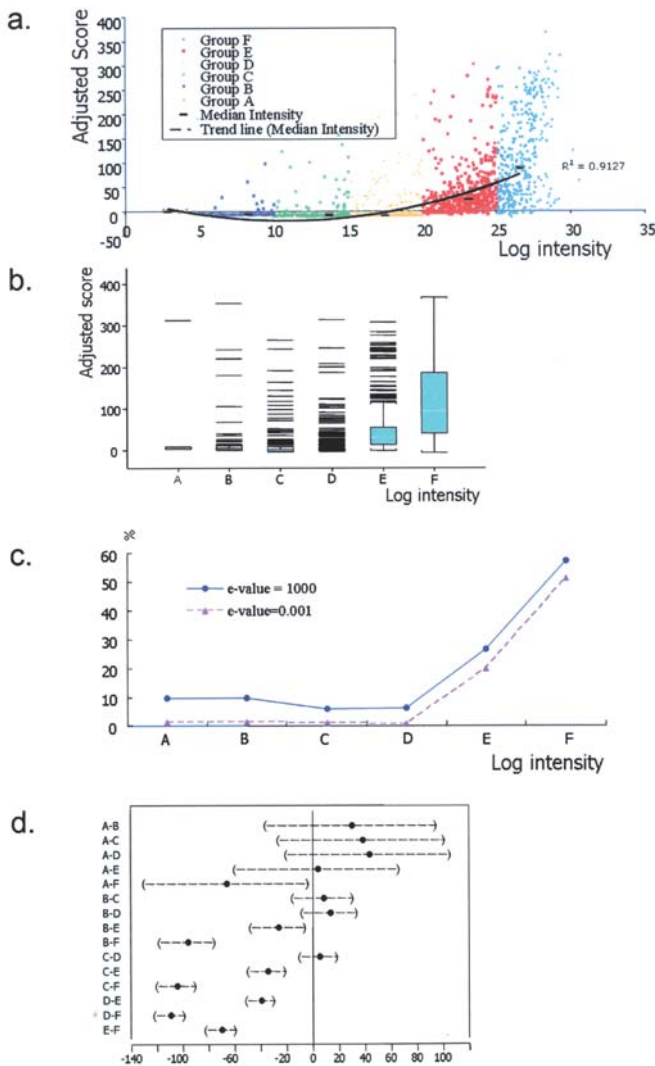 a.
Adjusted Score
400
350
300
250
200
150
100
50
0
-50
Group F
Group E
Group D
Group C
Group B
Group A
Median Intensity
Trend line (Median Intensity)
R² = 0.9127
0 5 10 15 20 25 30 35
Log intensity
b.
Adjusted score
400
300
200
100
0
A B C D E F
Log intensity
c.
%
60
50
40
30
20
10
0
e-value = 1000
e-value=0.001
A B C D E F
Log intensity
d.
A-B
A-C
A-D
A-E
A-F
B-C
B-D
B-E
B-F
C-D
C-E
C-F
D-E
D-F
E-F
-140 -100 -60 -20 0 20 40 60 80 100